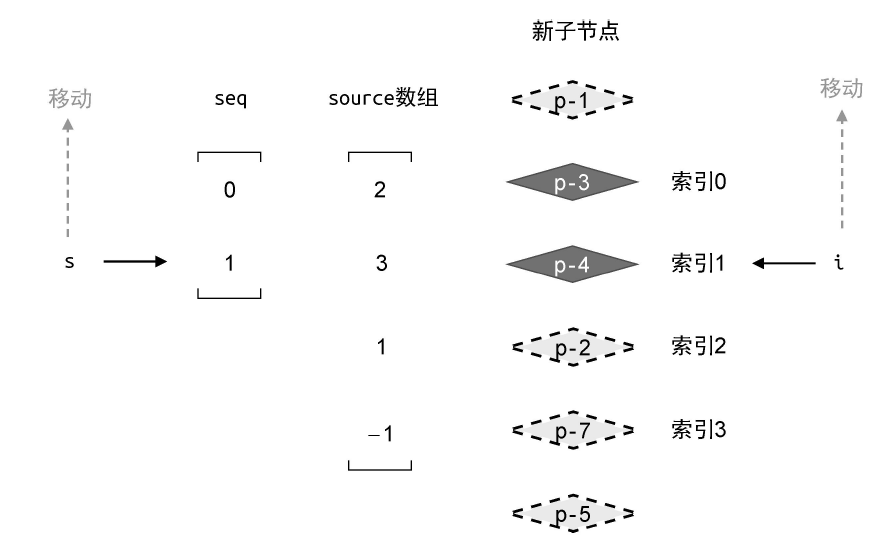 新子节点
移动 seq source数组 p-1 移动
0 2 p-3 索引0
s 1 3 p-4 索引1 i
1 p-2 索引2
−1 p-7 索引3
p-5